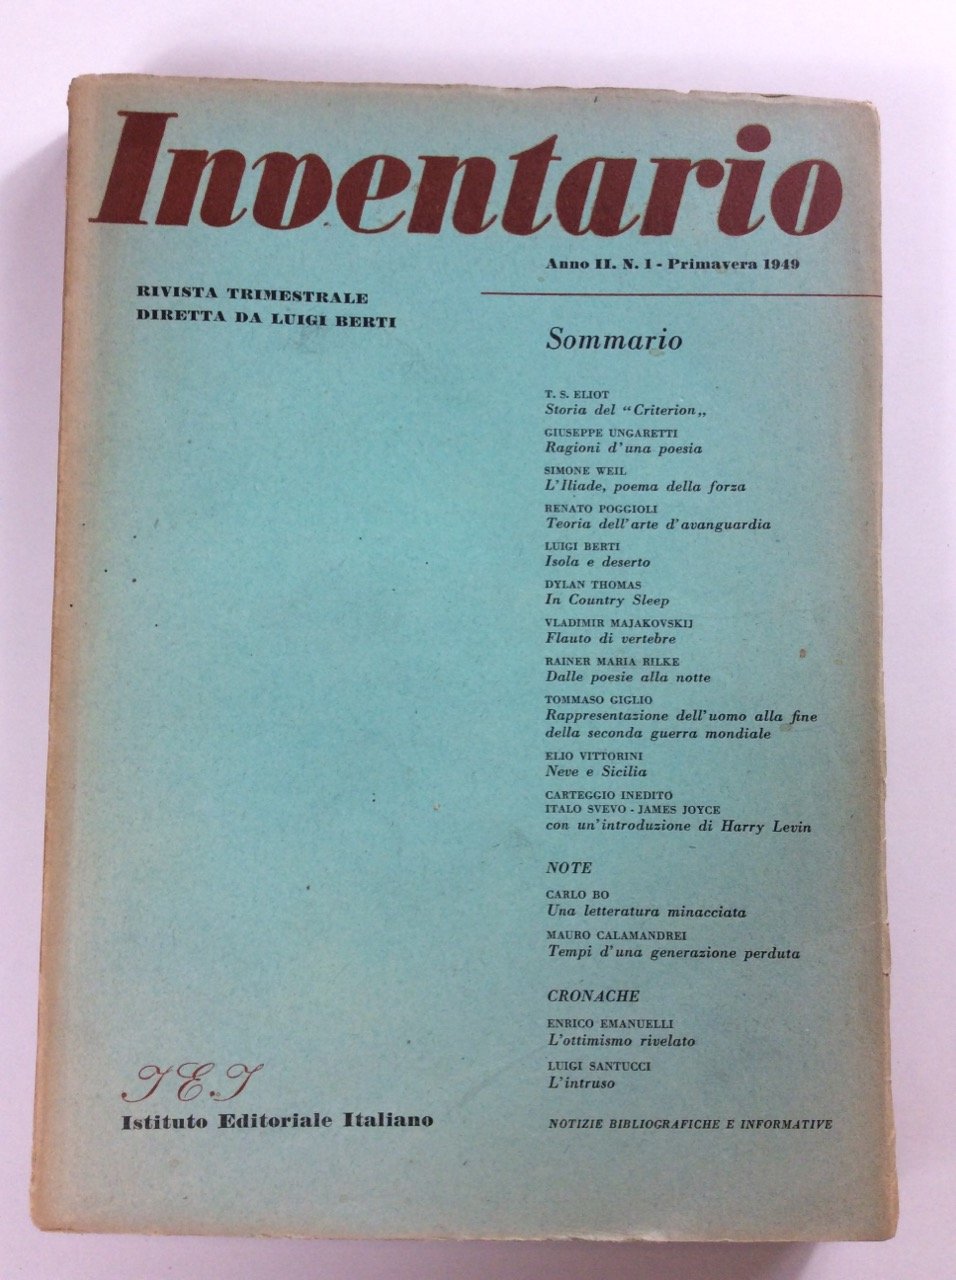 Inventario
Anno II. N. 1 - Primavera 1949
RIVISTA TRIMESTRALE
DIRETTA DA LUIGI BERTI
Sommario
T. S. ELIOT
Storia del “Criterion„
GIUSEPPE UNGARETTI
Ragioni d'una poesia
SIMONE WEIL
L'Iliade, poema della forza
RENATO POGGIOLI
Teoria dell'arte d'avanguardia
LUIGI BERTI
Isola e deserto
DYLAN THOMAS
In Country Sleep
VLADIMIR MAJAKOVSKIJ
Flauto di vertebre
RAINER MARIA RILKE
Dalle poesie alla notte
TOMMASO GIGLIO
Rappresentazione dell'uomo alla fine
della seconda guerra mondiale
ELIO VITTORINI
Neve e Sicilia
CARTEGGIO INEDITO
ITALO SVEVO - JAMES JOYCE
con un'introduzione di Harry Levin
NOTE
CARLO BO
Una letteratura minacciata
MAURO CALAMANDREI
Tempi d'una generazione perduta
CRONACHE
ENRICO EMANUELLI
L'ottimismo rivelato
LUIGI SANTUCCI
L'intruso
NOTIZIE BIBLIOGRAFICHE E INFORMATIVE
IEI
Istituto Editoriale Italiano